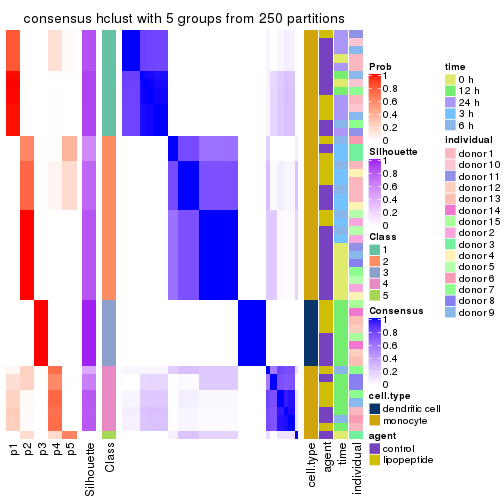 consensus hclust with 5 groups from 250 partitions
p1
p2
p3
p4
p5
Silhouette
Class
cell.type
agent
time
individual
Prob
1
0.8
0.6
0.4
0.2
0
Silhouette
1
0.8
0.6
0.4
0.2
0
Class
1
2
3
4
5
Consensus
1
0.8
0.6
0.4
0.2
0
cell.type
dendritic cell
monocyte
agent
control
lipopeptide
time
0 h
12 h
24 h
3 h
6 h
individual
donor 1
donor 10
donor 11
donor 12
donor 13
donor 14
donor 15
donor 2
donor 3
donor 4
donor 5
donor 6
donor 7
donor 8
donor 9